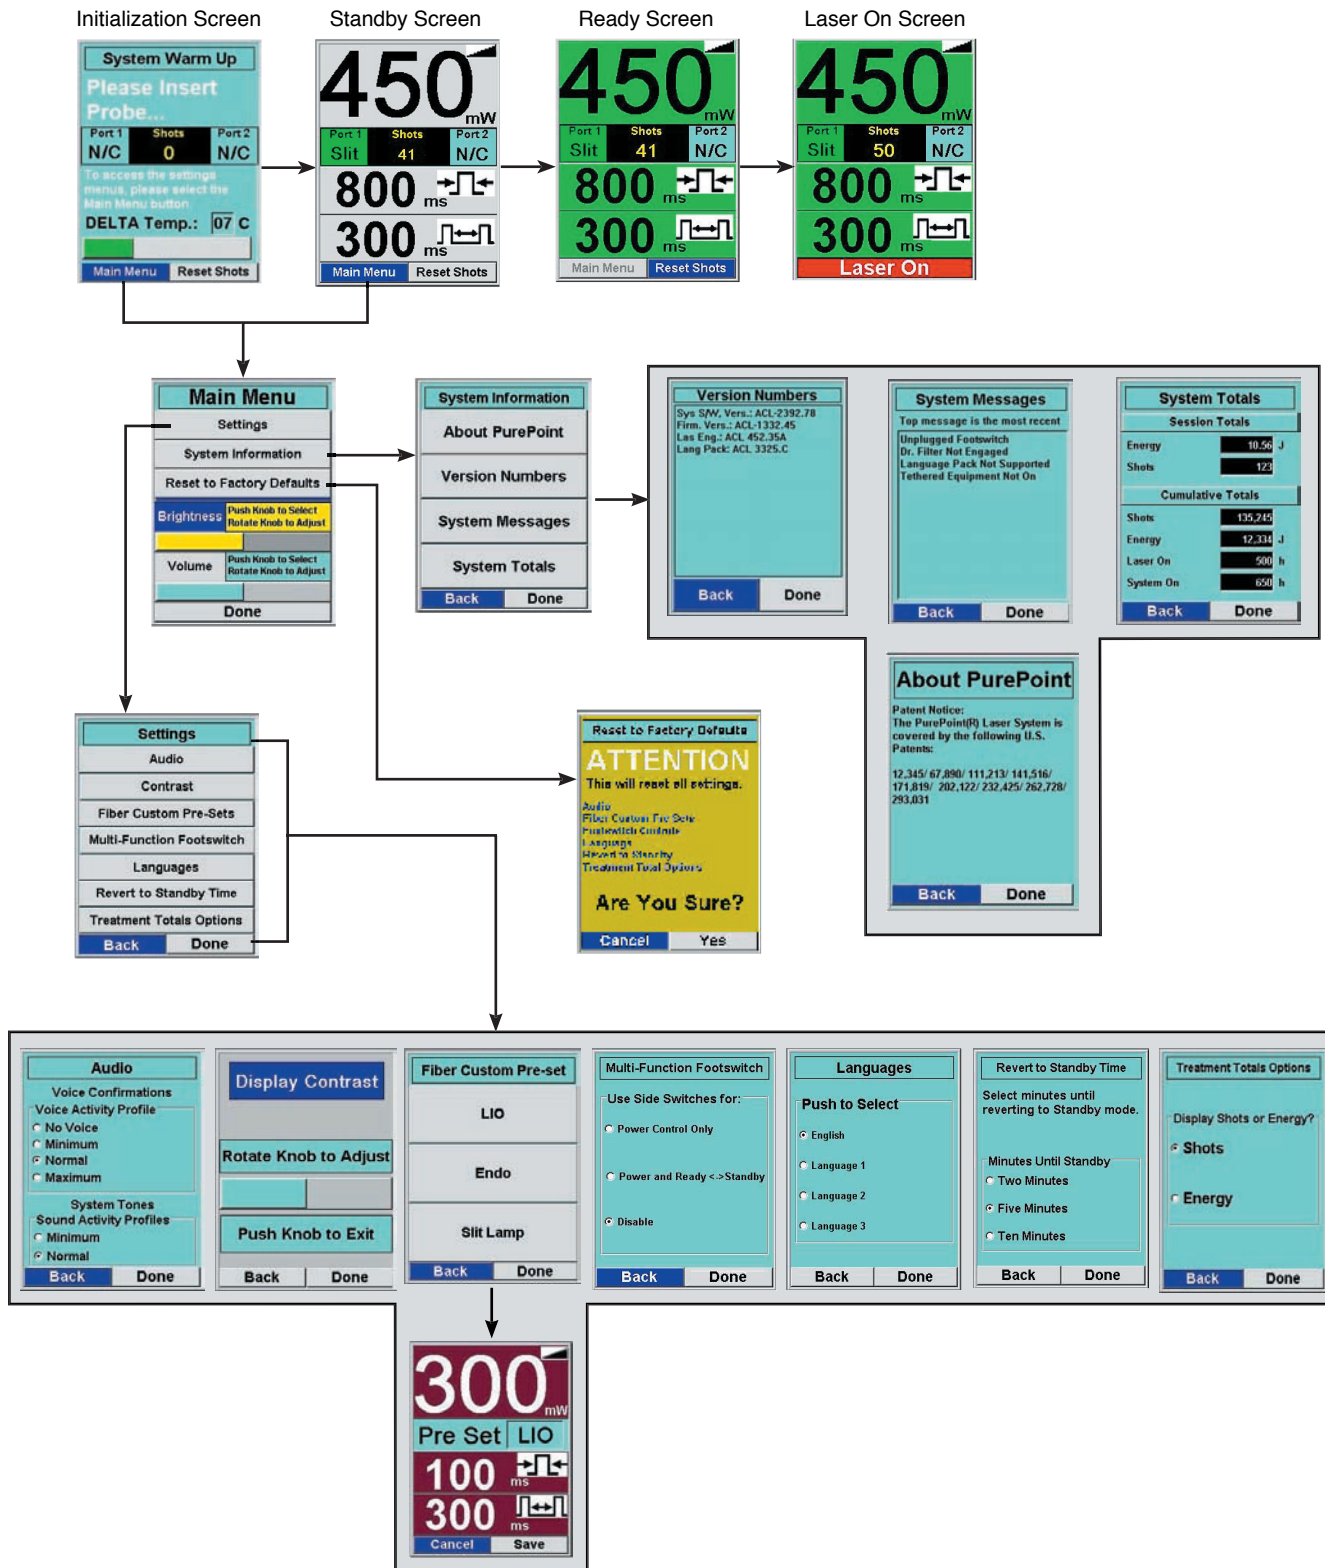 Initialization Screen
Standby Screen
Ready Screen
Laser On Screen
System Warm Up
Please Insert
Probe...
Port 1 Shots Port 2
N/C 0 N/C
To access the settings
menus, please select the
Main Menu button
DELTA Temp.: 07 C
Main Menu Reset Shots
450
mW
Port 1 Shots Port 2
Slit 41 N/C
800 ms
300 ms
Main Menu Reset Shots
450
mW
Port 1 Shots Port 2
Slit 41 N/C
800 ms
300 ms
Main Menu Reset Shots
450
mW
Port 1 Shots Port 2
Slit 50 N/C
800 ms
300 ms
Laser On
Main Menu
Settings
System Information
Reset to Factory Defaults
Brightness
Push Knob to Select
Rotate Knob to Adjust
Volume
Push Knob to Select
Rotate Knob to Adjust
Done
System Information
About PurePoint
Version Numbers
System Messages
System Totals
Back Done
Version Numbers
Sys S/W, Vers.: ACL-2392.78
Firm. Vers.: ACL-1332.45
Las Eng.: ACL 452.35A
Lang Pack: ACL 3325.C
Back Done
System Messages
Top message is the most recent
Unplugged Footswitch
Dr. Filter Not Engaged
Language Pack Not Supported
Tethered Equipment Not On
Back Done
System Totals
Session Totals
Energy 10.56 J
Shots 123
Cumulative Totals
Shots 135,245
Energy 12,334 J
Laser On 500 h
System On 650 h
Back Done
About PurePoint
Patent Notice:
The PurePoint(R) Laser System is
covered by the following U.S.
Patents:
12,345/ 67,890/ 111,213/ 141,516/
171,819/ 202,122/ 232,425/ 262,728/
293,031
Back Done
Settings
Audio
Contrast
Fiber Custom Pre-Sets
Multi-Function Footswitch
Languages
Revert to Standby Time
Treatment Totals Options
Back Done
Reset to Factory Defaults
ATTENTION
This will reset all settings.
Audio
Fiber Custom Pre Sets
Footswitch Controls
Language
Revert to Standby
Treatment Total Options
Are You Sure?
Cancel Yes
Audio
Voice Confirmations
Voice Activity Profile
No Voice
Minimum
Normal
Maximum
System Tones
Sound Activity Profiles
Minimum
Normal
Back Done
Display Contrast
Rotate Knob to Adjust
Push Knob to Exit
Back Done
Fiber Custom Pre-set
LIO
Endo
Slit Lamp
Back Done
Multi-Function Footswitch
Use Side Switches for:
Power Control Only
Power and Ready <->Standby
Disable
Back Done
Languages
Push to Select
English
Language 1
Language 2
Language 3
Back Done
Revert to Standby Time
Select minutes until
reverting to Standby mode.
Minutes Until Standby
Two Minutes
Five Minutes
Ten Minutes
Back Done
Treatment Totals Options
Display Shots or Energy?
Shots
Energy
Back Done
300
mW
Pre Set LIO
100 ms
300 ms
Cancel Save